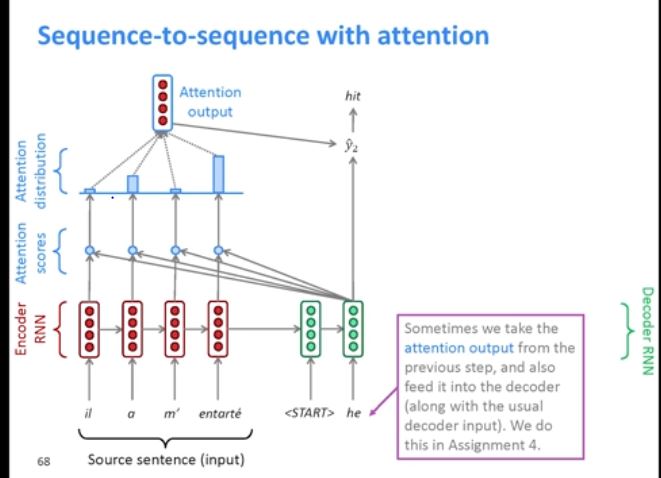 Sequence-to-sequence with attention
Attention
output
hit
ŷ₂
Attention
distribution
Attention
scores
Encoder
RNN
Decoder RNN
Sometimes we take the
attention output from the
previous step, and also
feed it into the decoder
(along with the usual
decoder input). We do
this in Assignment 4.
il a m’ entarté <START> he
Source sentence (input)
68